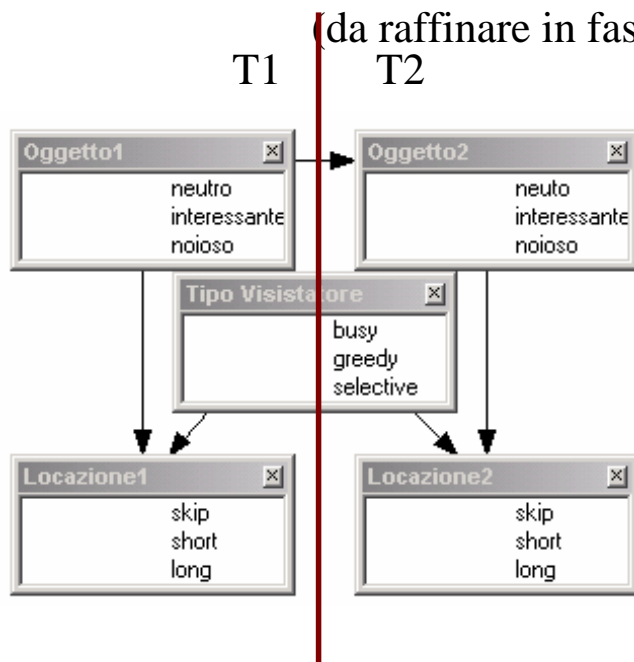 (da raffinare in fas
T1 T2
Oggetto1
neutro
interessante
noioso
Oggetto2
neuto
interessante
noioso
Tipo Visistatore
busy
greedy
selective
Locazione1
skip
short
long
Locazione2
skip
short
long